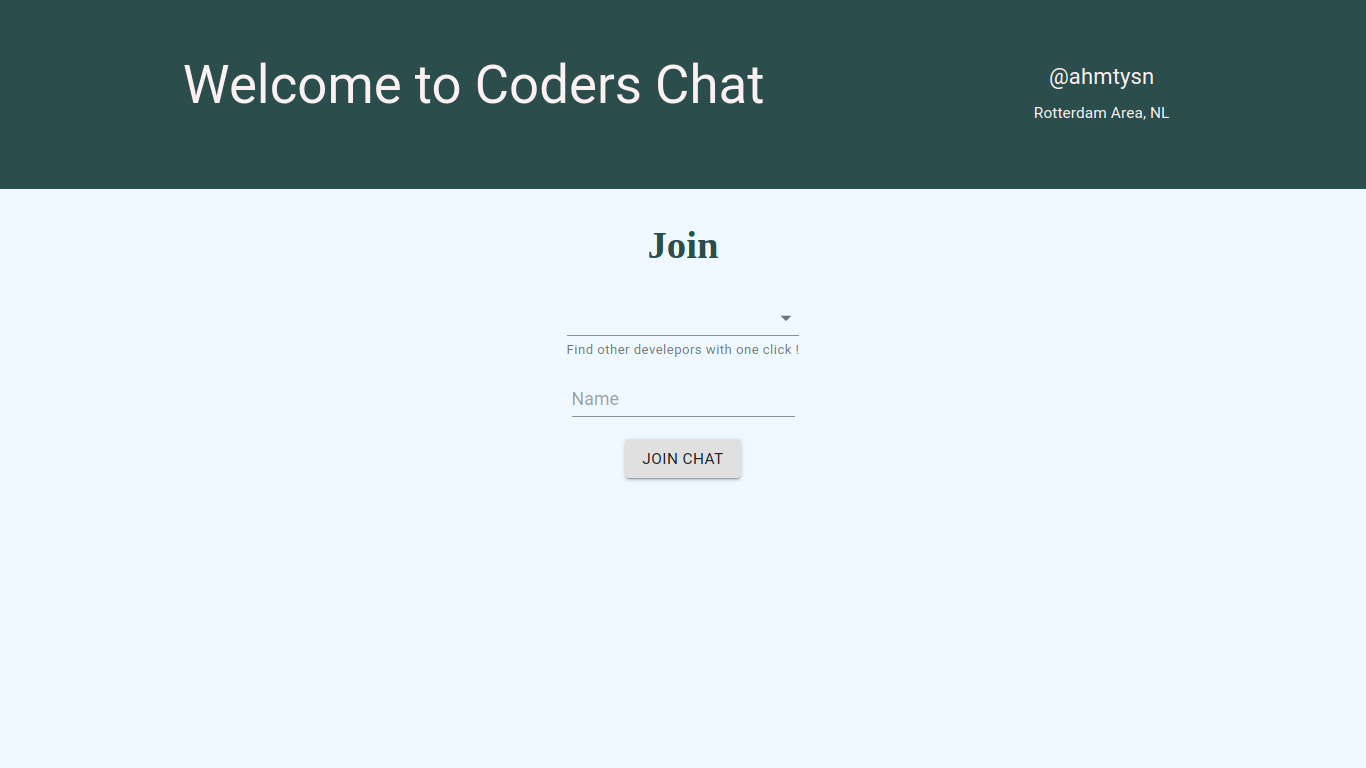 Welcome to Coders Chat
@ahmtysn
Rotterdam Area, NL
Join
Find other develepors with one click !
Name
JOIN CHAT